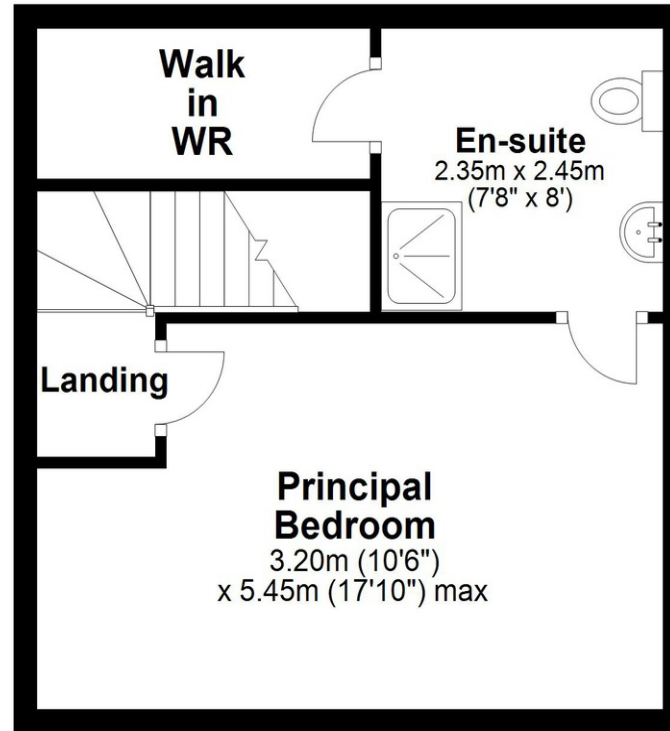 Walk
in
WR
En-suite
2.35m x 2.45m
(7'8" x 8')
Landing
Principal
Bedroom
3.20m (10'6")
x 5.45m (17'10") max